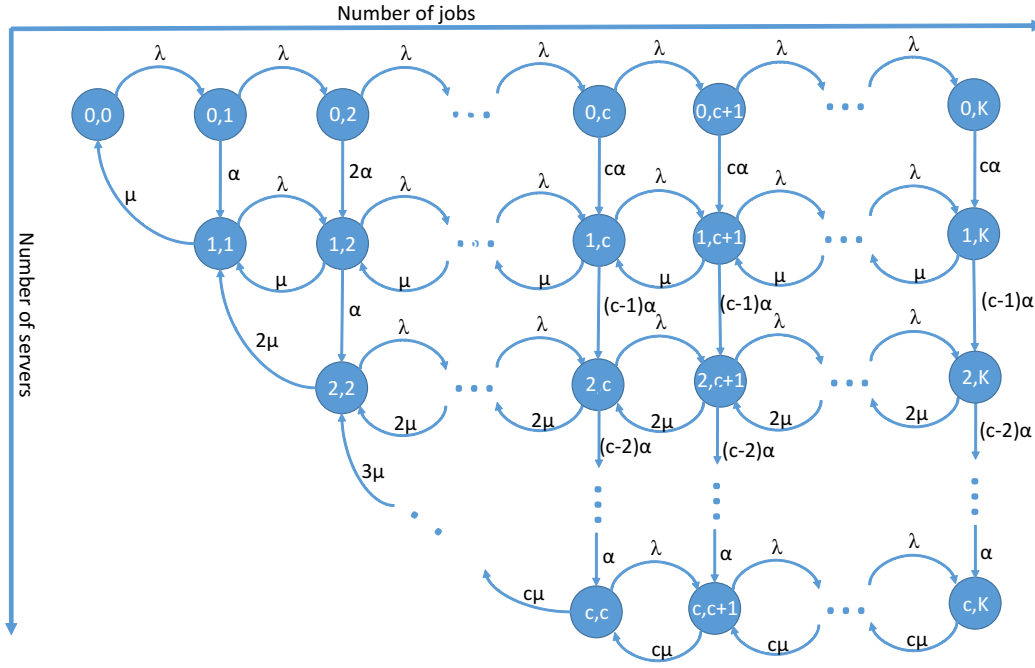 Number of jobs
Number of servers
λ λ λ λ λ λ λ
0,0 0,1 0,2 0,c 0,c+1 0,K
α 2α cα cα cα
μ λ λ λ λ λ λ
1,1 1,2 1,c 1,c+1 1,K
μ μ μ μ μ μ
α (c-1)α (c-1)α (c-1)α
2μ λ λ λ λ λ
2,2 2,c 2,c+1 2,K
2μ 2μ 2μ 2μ 2μ
(c-2)α (c-2)α (c-2)α
3μ
α λ α λ λ α
cμ c,c c,c+1 c,K
cμ cμ cμ